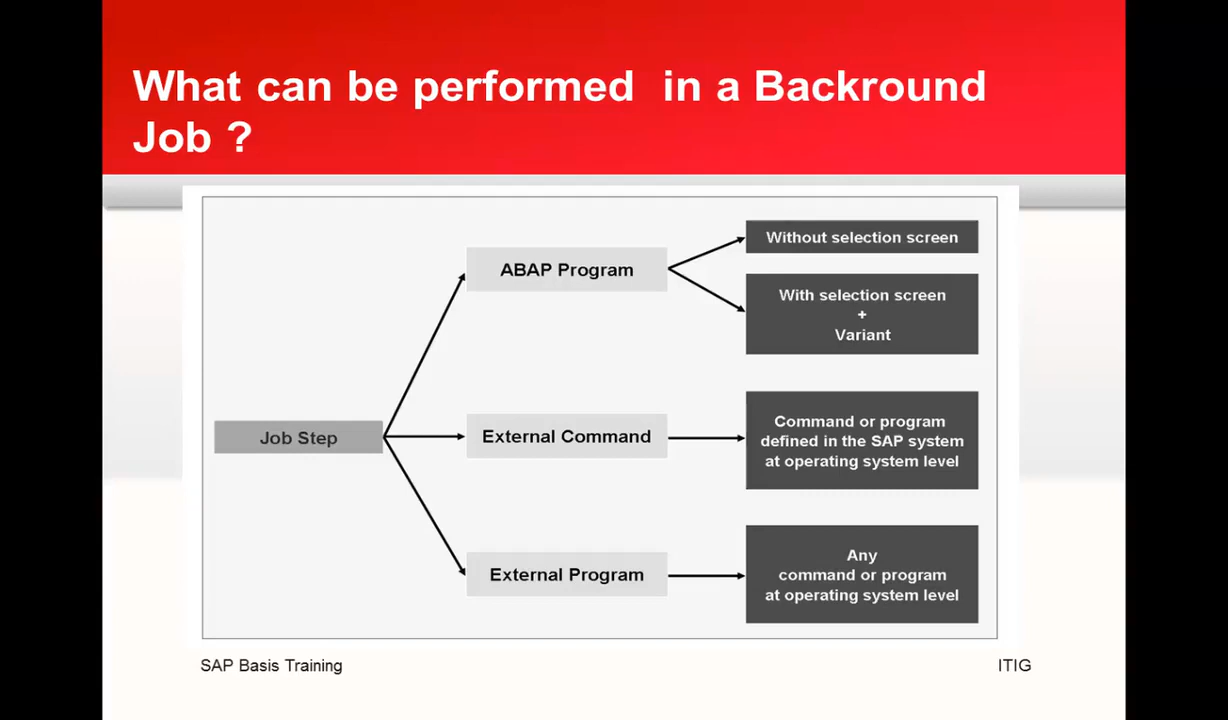 What can be performed in a Backround
Job ?
Job Step
ABAP Program
Without selection screen
With selection screen
+
Variant
External Command
Command or program
defined in the SAP system
at operating system level
External Program
Any
command or program
at operating system level
SAP Basis Training
ITIG